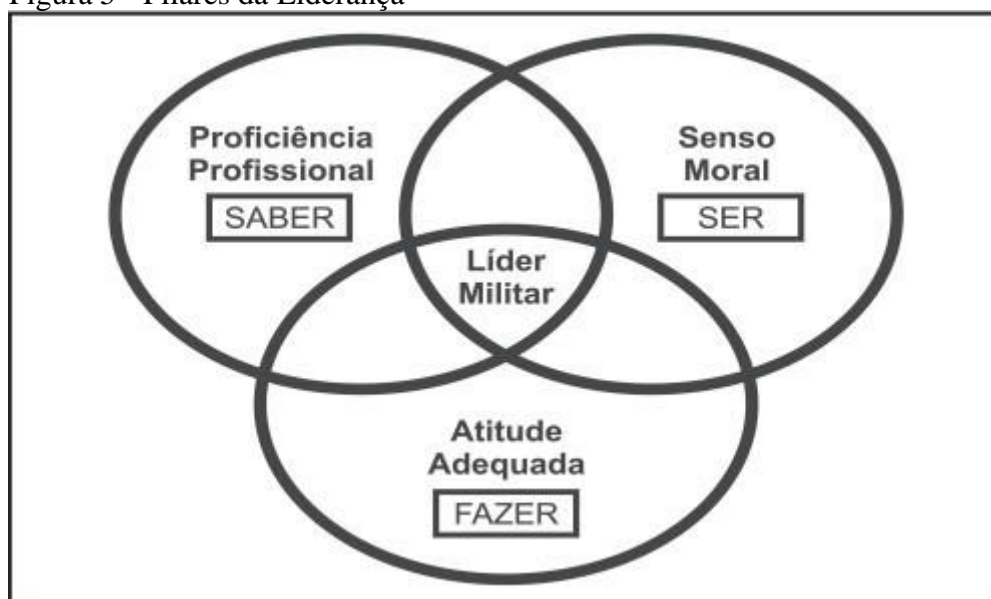 Proficiência
Profissional
SABER
Senso
Moral
SER
Líder
Militar
Atitude
Adequada
FAZER